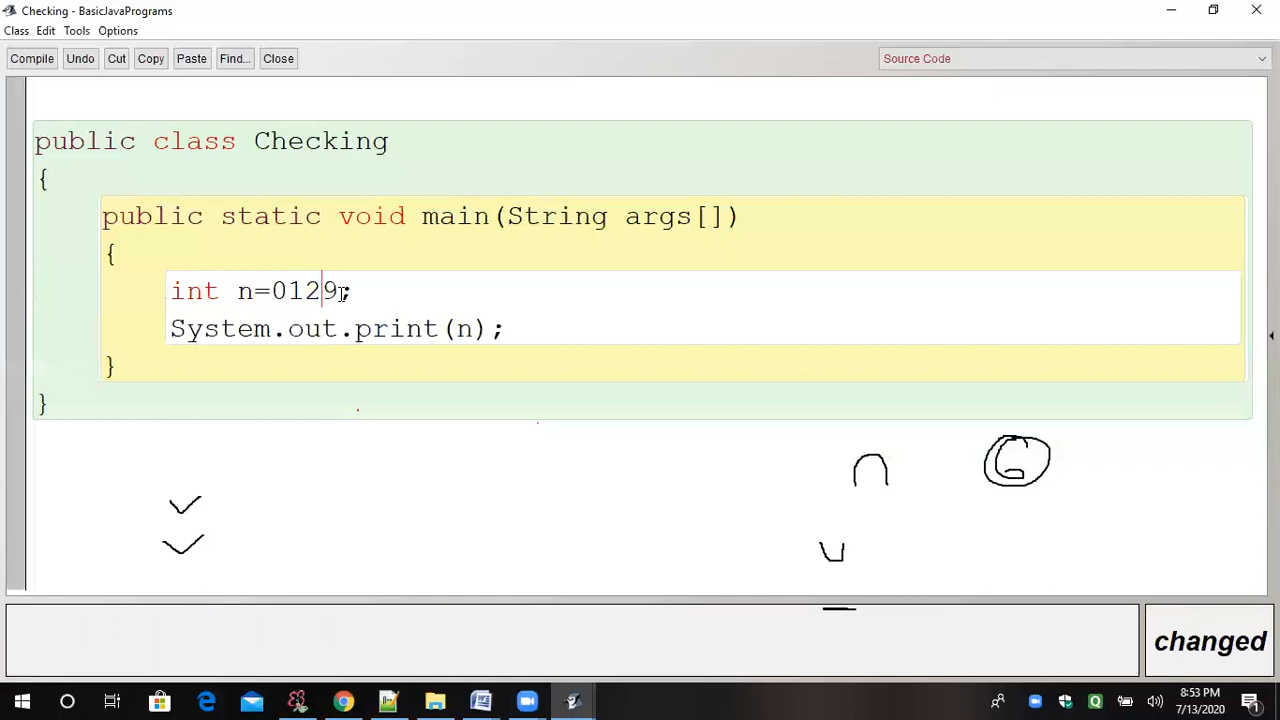 Checking - BasicJavaPrograms
Class Edit Tools Options
Compile Undo Cut Copy Paste Find... Close Source Code
public class Checking
{
public static void main(String args[])
{
int n=0129;
System.out.print(n);
}
}
n G
changed
8:53 PM
7/13/2020